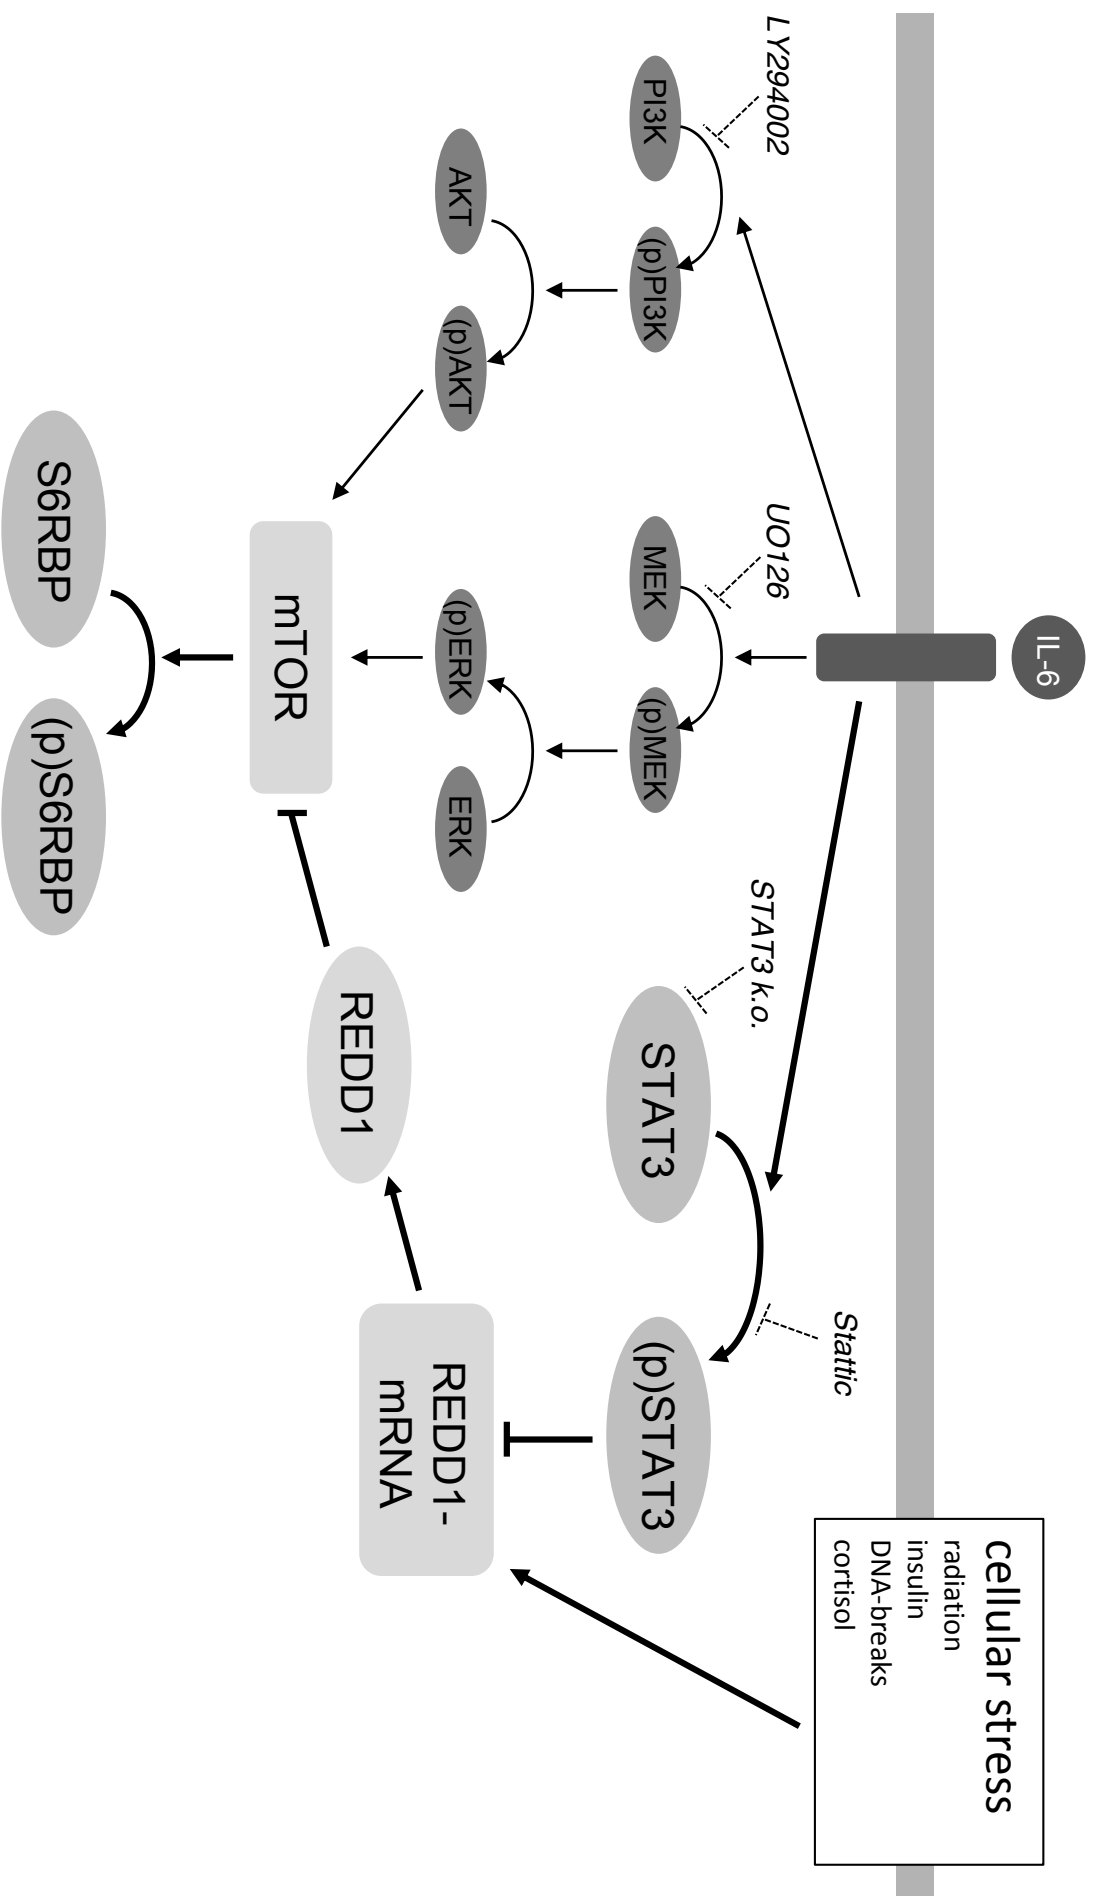 IL-6
cellular stress
radiation
insulin
DNA-breaks
cortisol
LY294002
UO126
STAT3 k.o.
Stattic
PI3K
(p)PI3K
MEK
(p)MEK
STAT3
(p)STAT3
AKT
(p)AKT
(p)ERK
ERK
REDD1-
mRNA
REDD1
mTOR
S6RBP
(p)S6RBP